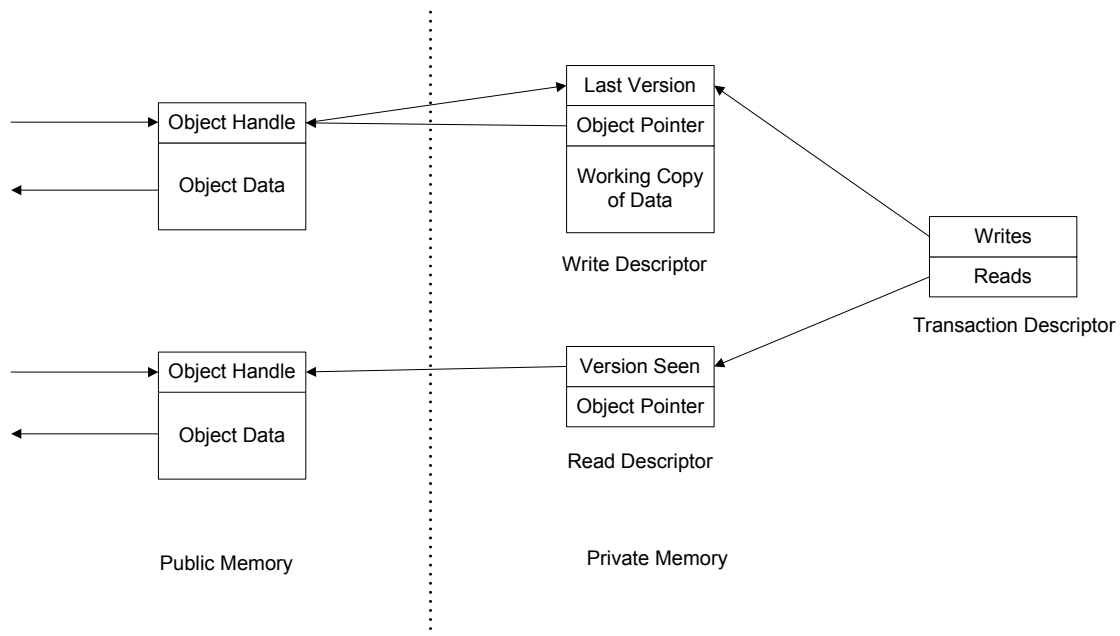 Last Version
Object Handle
Object Pointer
Object Data
Working Copy
of Data
Writes
Write Descriptor
Reads
Transaction Descriptor
Object Handle
Version Seen
Object Pointer
Object Data
Read Descriptor
Public Memory
Private Memory